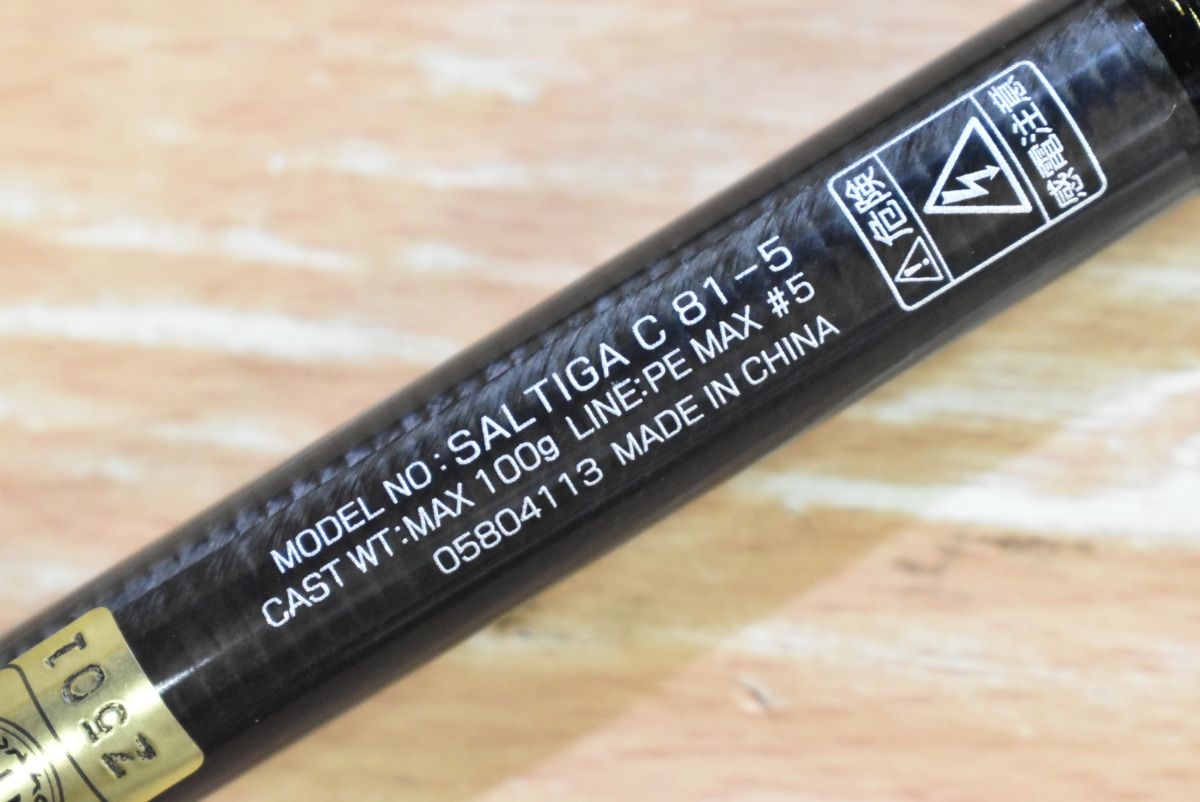 MODEL NO : SALTIGA C 81-5
CAST WT:MAX 100g LINE:PE MAX #5
05804113 MADE IN CHINA
危険
感電注意